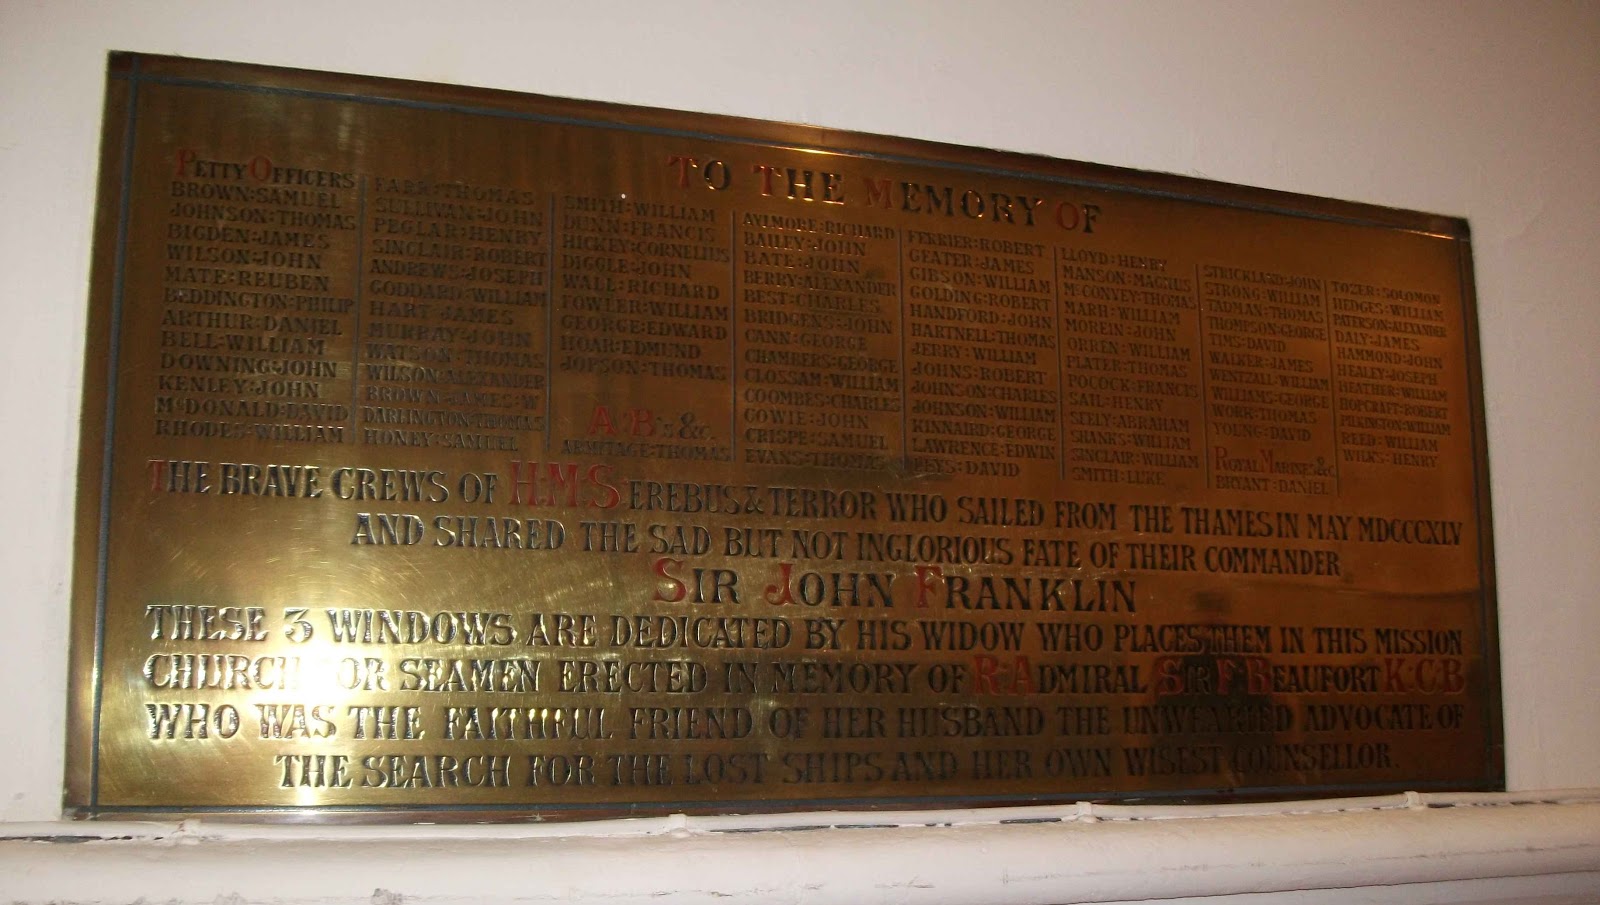 TO THE MEMORY OF
PETTY OFFICERS
BROWN:SAMUEL
JOHNSON:THOMAS
BIGDEN:JAMES
WILSON:JOHN
MATE:REUBEN
BEDDINGTON:PHILIP
ARTHUR:DANIEL
BELL:WILLIAM
DOWNING:JOHN
KENLEY:JOHN
McDONALD:DAVID
RHODES:WILLIAM
FARR:THOMAS
SULLIVAN:JOHN
PEGLAR:HENRY
SINCLAIR:ROBERT
ANDREWS:JOSEPH
GODDARD:WILLIAM
HART:JAMES
MURRAY:JOHN
WATSON:THOMAS
WILSON:ALEXANDER
BROWN:JAMES:W
DARLINGTON:THOMAS
HONEY:SAMUEL
SMITH:WILLIAM
DUNN:FRANCIS
HICKEY:CORNELIUS
DIGGLE:JOHN
WALL:RICHARD
FOWLER:WILLIAM
GEORGE:EDWARD
HOAR:EDMUND
JOPSON:THOMAS
A:B's &c.
ARMITAGE:THOMAS
AYLMORE:RICHARD
BAILEY:JOHN
BATE:JOHN
BERRY:ALEXANDER
BEST:CHARLES
BRIDGENS:JOHN
CANN:GEORGE
CHAMBERS:GEORGE
CLOSSAM:WILLIAM
COOMBES:CHARLES
COWIE:JOHN
CRISPE:SAMUEL
EVANS:THOMAS
FERRIER:ROBERT
GEATER:JAMES
GIBSON:WILLIAM
GOLDING:ROBERT
HANDFORD:JOHN
HARTNELL:THOMAS
JERRY:WILLIAM
JOHNS:ROBERT
JOHNSON:CHARLES
JOHNSON:WILLIAM
KINNAIRD:GEORGE
LAWRENCE:EDWIN
LEYS:DAVID
LLOYD:HENRY
MANSON:MAGNUS
McCONVEY:THOMAS
MARH:WILLIAM
MOREIN:JOHN
ORREN:WILLIAM
PLATER:THOMAS
POCOCK:FRANCIS
SAIL:HENRY
SEELY:ABRAHAM
SHANKS:WILLIAM
SINCLAIR:WILLIAM
SMITH:LUKE
STRICKLAND:JOHN
STRONG:WILLIAM
TADMAN:THOMAS
THOMPSON:GEORGE
TIMS:DAVID
WALKER:JAMES
WENTZALL:WILLIAM
WILLIAMS:GEORGE
WORK:THOMAS
YOUNG:DAVID
ROYAL MARINES &c.
BRYANT:DANIEL
TOZER:SOLOMON
HEDGES:WILLIAM
PATERSON:ALEXANDER
DALY:JAMES
HAMMOND:JOHN
HEALEY:JOSEPH
HEATHER:WILLIAM
HOPCRAFT:ROBERT
PILKINGTON:WILLIAM
REED:WILLIAM
WILKS:HENRY
THE BRAVE CREWS OF H:M:S EREBUS & TERROR WHO SAILED FROM THE THAMES IN MAY MDCCCXLV
AND SHARED THE SAD BUT NOT INGLORIOUS FATE OF THEIR COMMANDER
SIR JOHN FRANKLIN
THESE 3 WINDOWS ARE DEDICATED BY HIS WIDOW WHO PLACES THEM IN THIS MISSION
CHURCH FOR SEAMEN ERECTED IN MEMORY OF R:ADMIRAL SIR F:BEAUFORT K:C:B
WHO WAS THE FAITHFUL FRIEND OF HER HUSBAND THE UNWEARIED ADVOCATE OF
THE SEARCH FOR THE LOST SHIPS AND HER OWN WISEST COUNSELLOR.